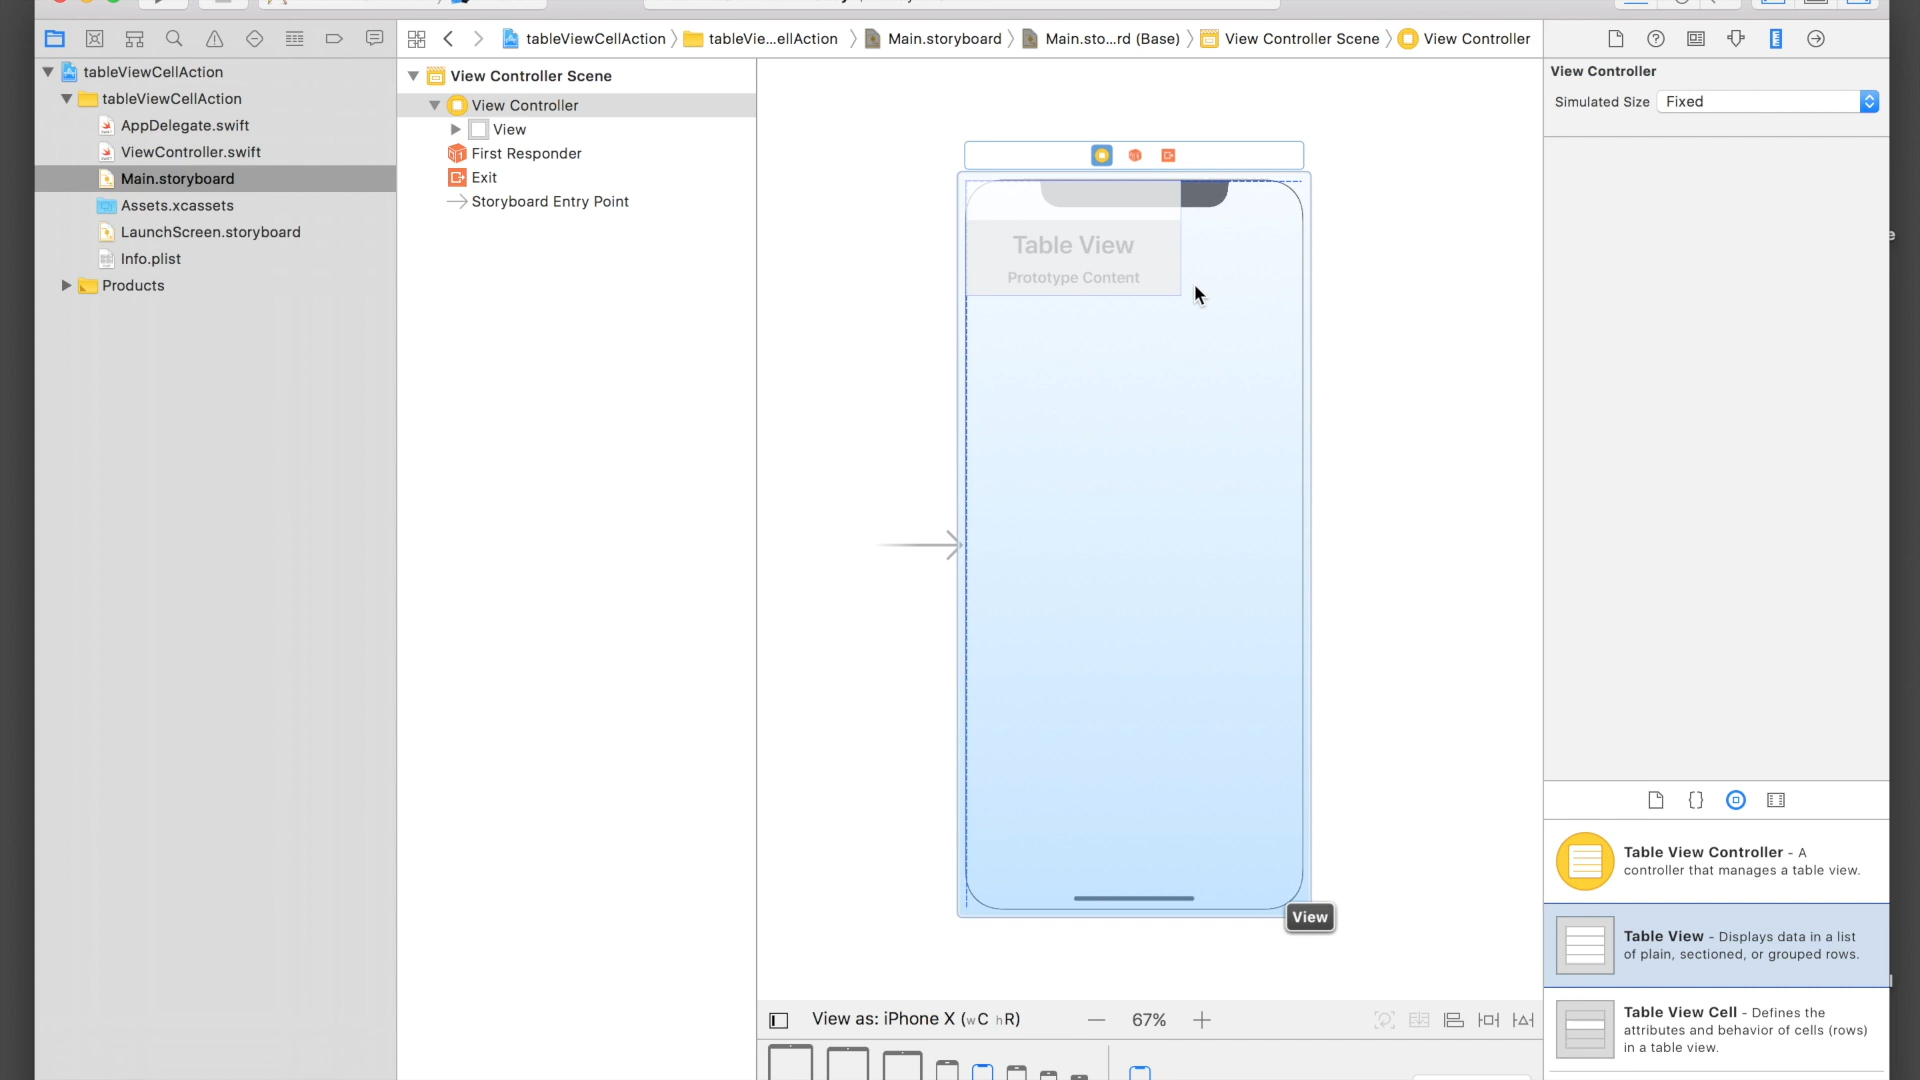 tableViewCellAction
tableVie...ellAction
Main.storyboard
Main.sto...rd (Base)
View Controller Scene
View Controller
tableViewCellAction
tableViewCellAction
AppDelegate.swift
ViewController.swift
Main.storyboard
Assets.xcassets
LaunchScreen.storyboard
Info.plist
Products
View Controller Scene
View Controller
View
First Responder
Exit
Storyboard Entry Point
Table View
Prototype Content
View
View as: iPhone X (wC hR)
67%
View Controller
Simulated Size
Fixed
Table View Controller - A
controller that manages a table view.
Table View - Displays data in a list
of plain, sectioned, or grouped rows.
Table View Cell - Defines the
attributes and behavior of cells (rows)
in a table view.